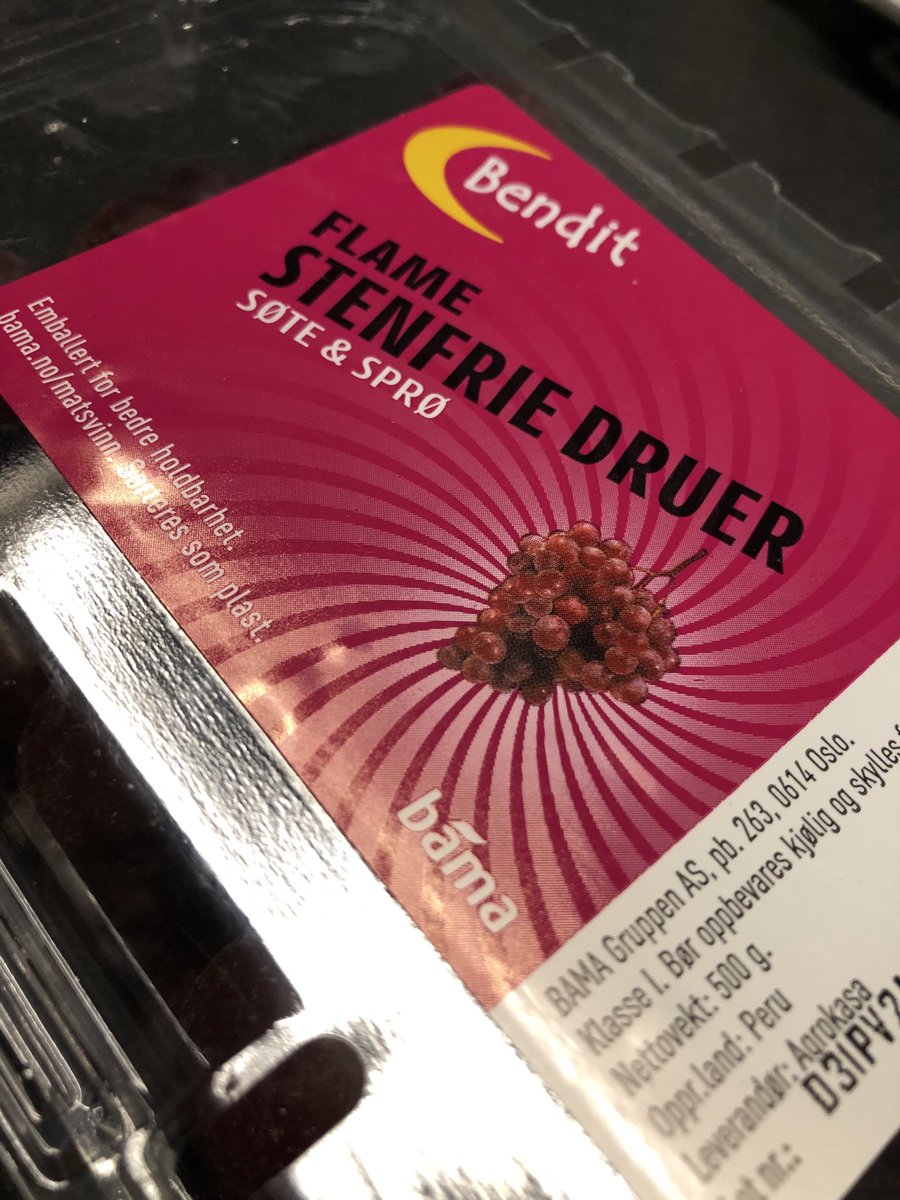 Bendit
FLAME
STENFRIE DRUER
SØTE & SPRØ
Emballert for bedre holdbarhet.
bama.no/matsvinn. Sorteres som plast.
bama
BAMA Gruppen AS, pb. 263, 0614 Oslo.
Klasse I. Bør oppbevares kjølig og skylles
Nettovekt: 500 g.
Oppr.land: Peru
Leverandør: Agrokasa
nr.: